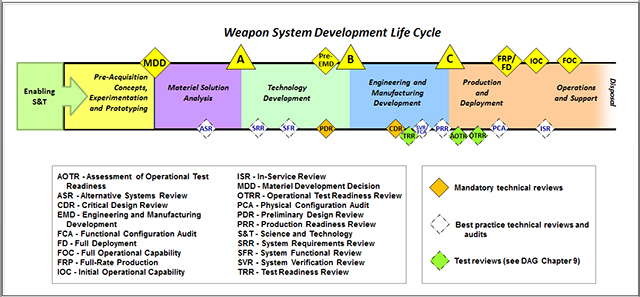 Weapon System Development Life Cycle
MDD
A
Pre-
EMD
B
C
FRP/
FD
IOC
FOC
Enabling
S&T
Pre-Acquisition
Concepts,
Experimentation
and Prototyping
Materiel Solution
Analysis
Technology
Development
Engineering and
Manufacturing
Development
Production
and
Deployment
Operations
and Support
Disposal
ASR
SRR
SFR
PDR
CDR
TRR
SVR
FCA
PRR
AOTR
OTRR
PCA
ISR
AOTR - Assessment of Operational Test
Readiness
ASR - Alternative Systems Review
CDR - Critical Design Review
EMD - Engineering and Manufacturing
Development
FCA - Functional Configuration Audit
FD - Full Deployment
FOC - Full Operational Capability
FRP - Full-Rate Production
IOC - Initial Operational Capability
ISR - In-Service Review
MDD - Materiel Development Decision
OTRR - Operational Test Readiness Review
PCA - Physical Configuration Audit
PDR - Preliminary Design Review
PRR - Production Readiness Review
S&T - Science and Technology
SRR - System Requirements Review
SFR - System Functional Review
SVR - System Verification Review
TRR - Test Readiness Review
Mandatory technical reviews
Best practice technical reviews and
audits
Test reviews (see DAG Chapter 9)